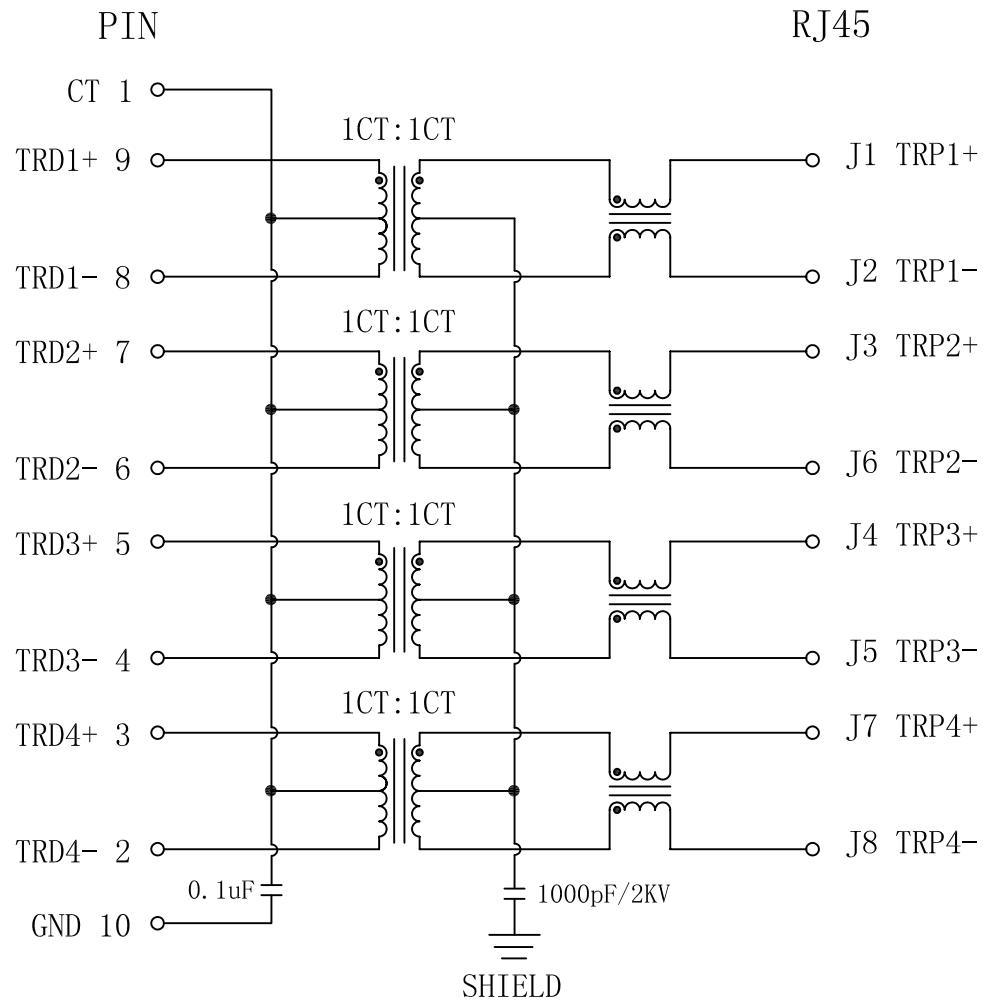 PIN RJ45
CT 1
1CT:1CT
TRD1+ 9 J1 TRP1+
TRD1- 8 J2 TRP1-
1CT:1CT
TRD2+ 7 J3 TRP2+
TRD2- 6 J6 TRP2-
1CT:1CT
TRD3+ 5 J4 TRP3+
TRD3- 4 J5 TRP3-
1CT:1CT
TRD4+ 3 J7 TRP4+
TRD4- 2 J8 TRP4-
0.1uF 1000pF/2KV
GND 10
SHIELD